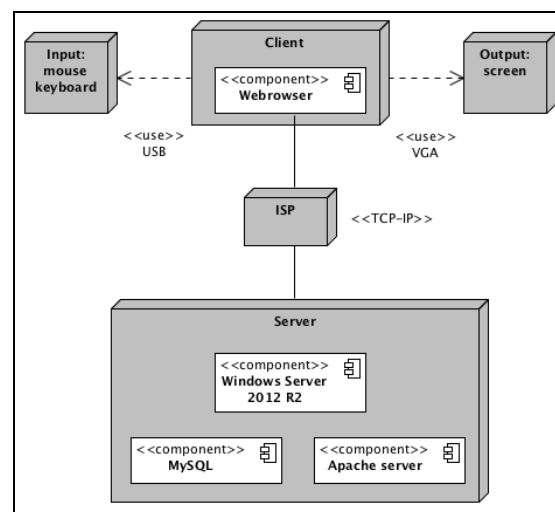 Input:
mouse
keyboard
Client
<<component>>
Webrowser
Output:
screen
<<use>>
USB
<<use>>
VGA
ISP
<<TCP-IP>>
Server
<<component>>
Windows Server
2012 R2
<<component>>
MySQL
<<component>>
Apache server